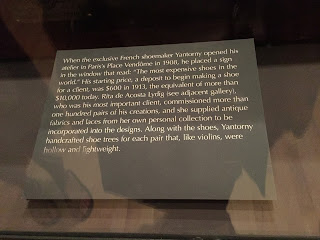 When the exclusive French shoemaker Yantorny opened his
atelier in Paris's Place Vendôme in 1908, he placed a sign
in the window that read: "The most expensive shoes in the
world." His starting price, a deposit to begin making a shoe
for a client, was $600 in 1913, the equivalent of more than
$10,000 today. Rita de Acosta Lydig (see adjacent gallery),
who was his most important client, commissioned more than
one hundred pairs of his creations, and she supplied antique
fabrics and laces from her own personal collection to be
incorporated into the designs. Along with the shoes, Yantorny
handcrafted shoe trees for each pair that, like violins, were
hollow and lightweight.